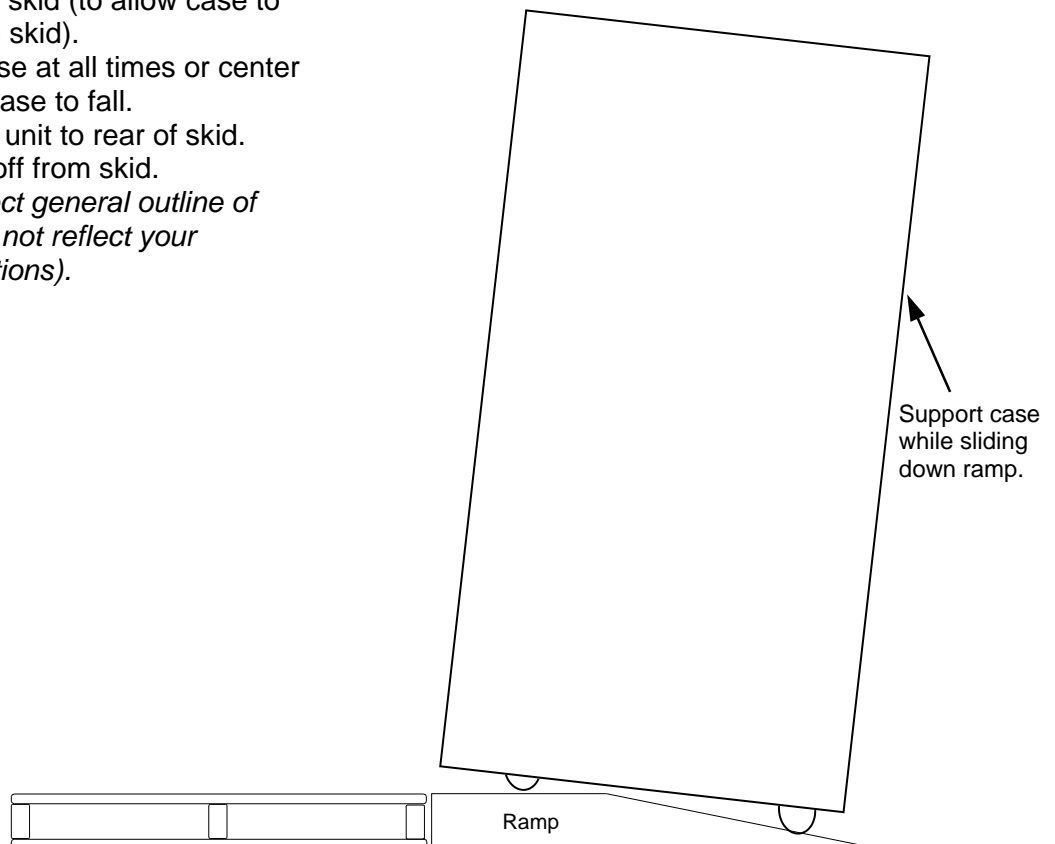 skid (to allow case to
skid).
se at all times or center
ase to fall.
unit to rear of skid.
off from skid.
ct general outline of
not reflect your
tions).
Support case
while sliding
down ramp.
Ramp